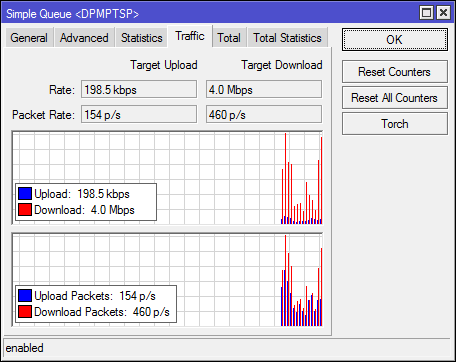 Simple Queue <DPMPTSP>
General Advanced Statistics Traffic Total Total Statistics
OK
Reset Counters
Reset All Counters
Torch
Target Upload Target Download
Rate: 198.5 kbps 4.0 Mbps
Packet Rate: 154 p/s 460 p/s
Upload: 198.5 kbps
Download: 4.0 Mbps
Upload Packets: 154 p/s
Download Packets: 460 p/s
enabled